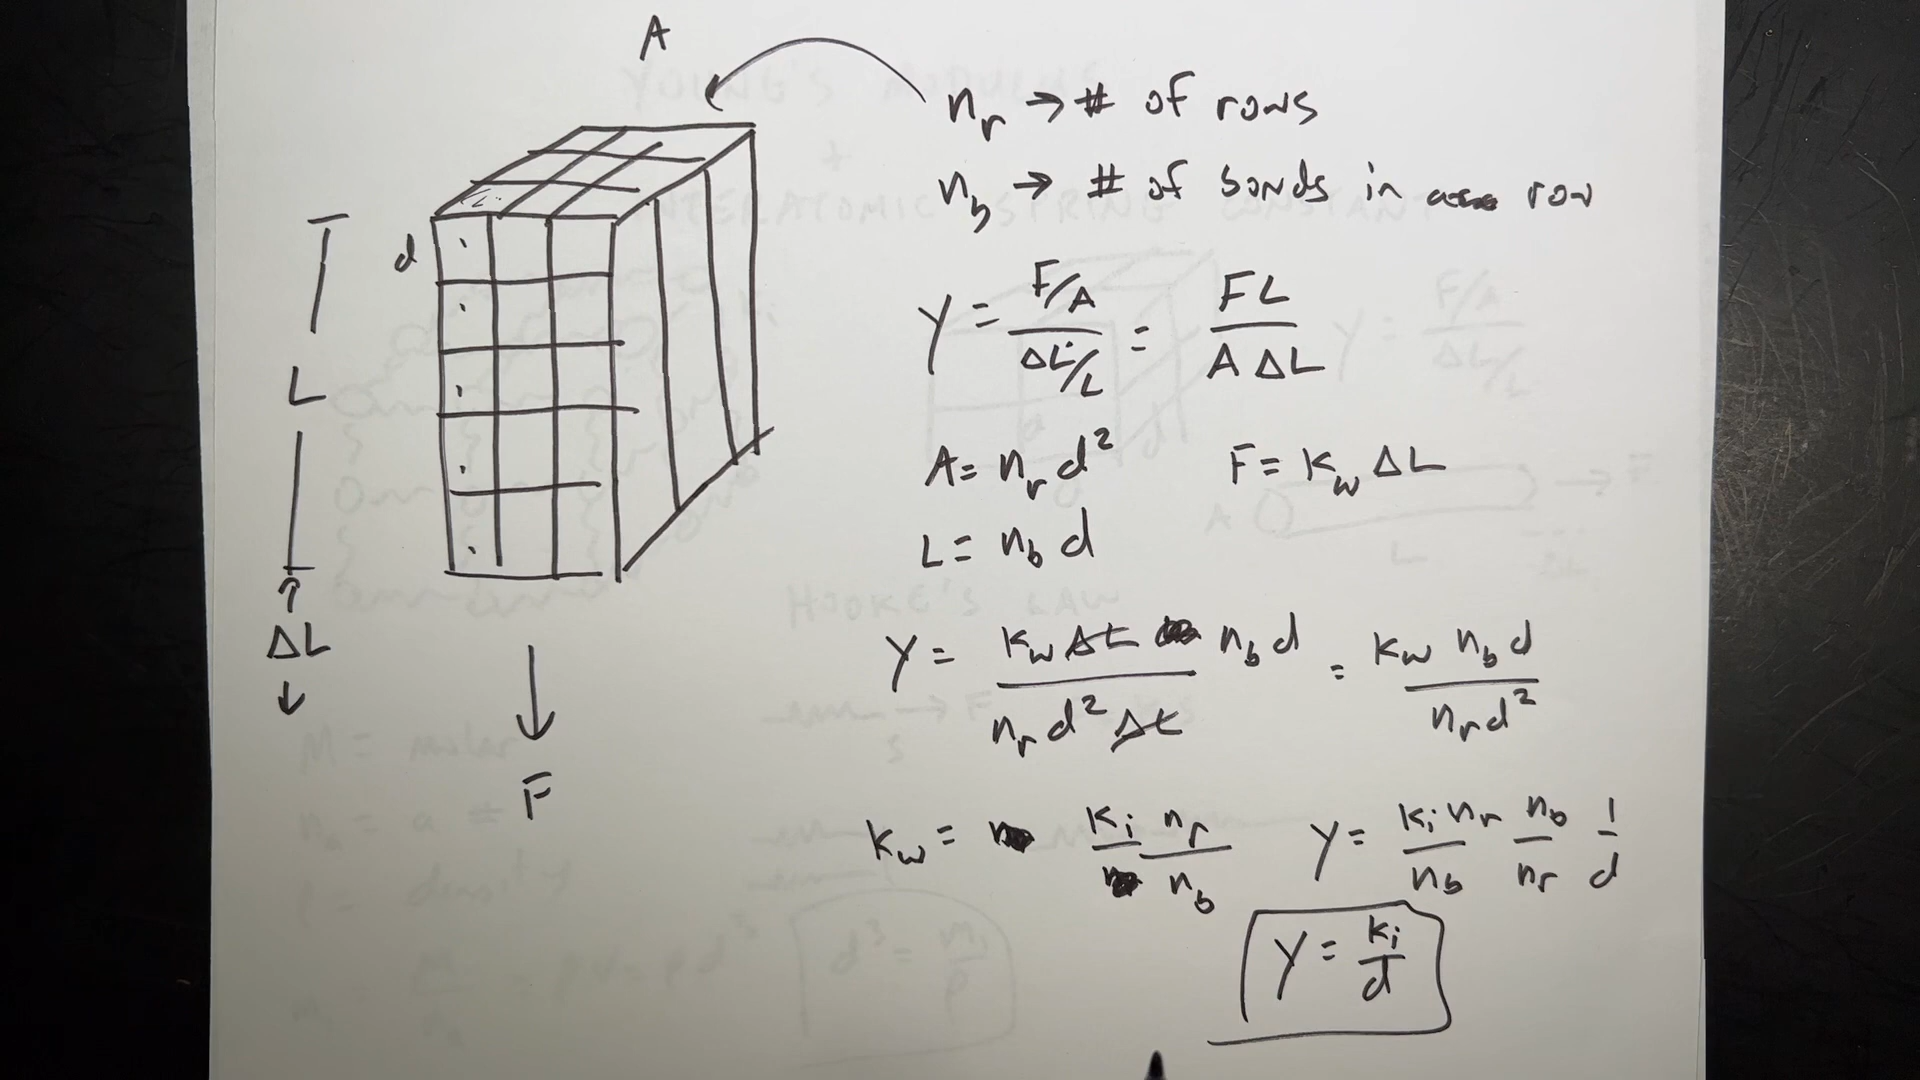 A
n_r → # of rows
n_b → # of bonds in row
d
Y = F/A / ΔL/L = FL / A ΔL
L
A = n_r d² F = k_w ΔL
L = n_b d
ΔL
Y = k_w ΔL n_b d / n_r d² ΔL = k_w n_b d / n_r d²
F
k_w = k_i n_r / n_b Y = k_i n_r / n_b n_b / n_r 1 / d
Y = k_i / d